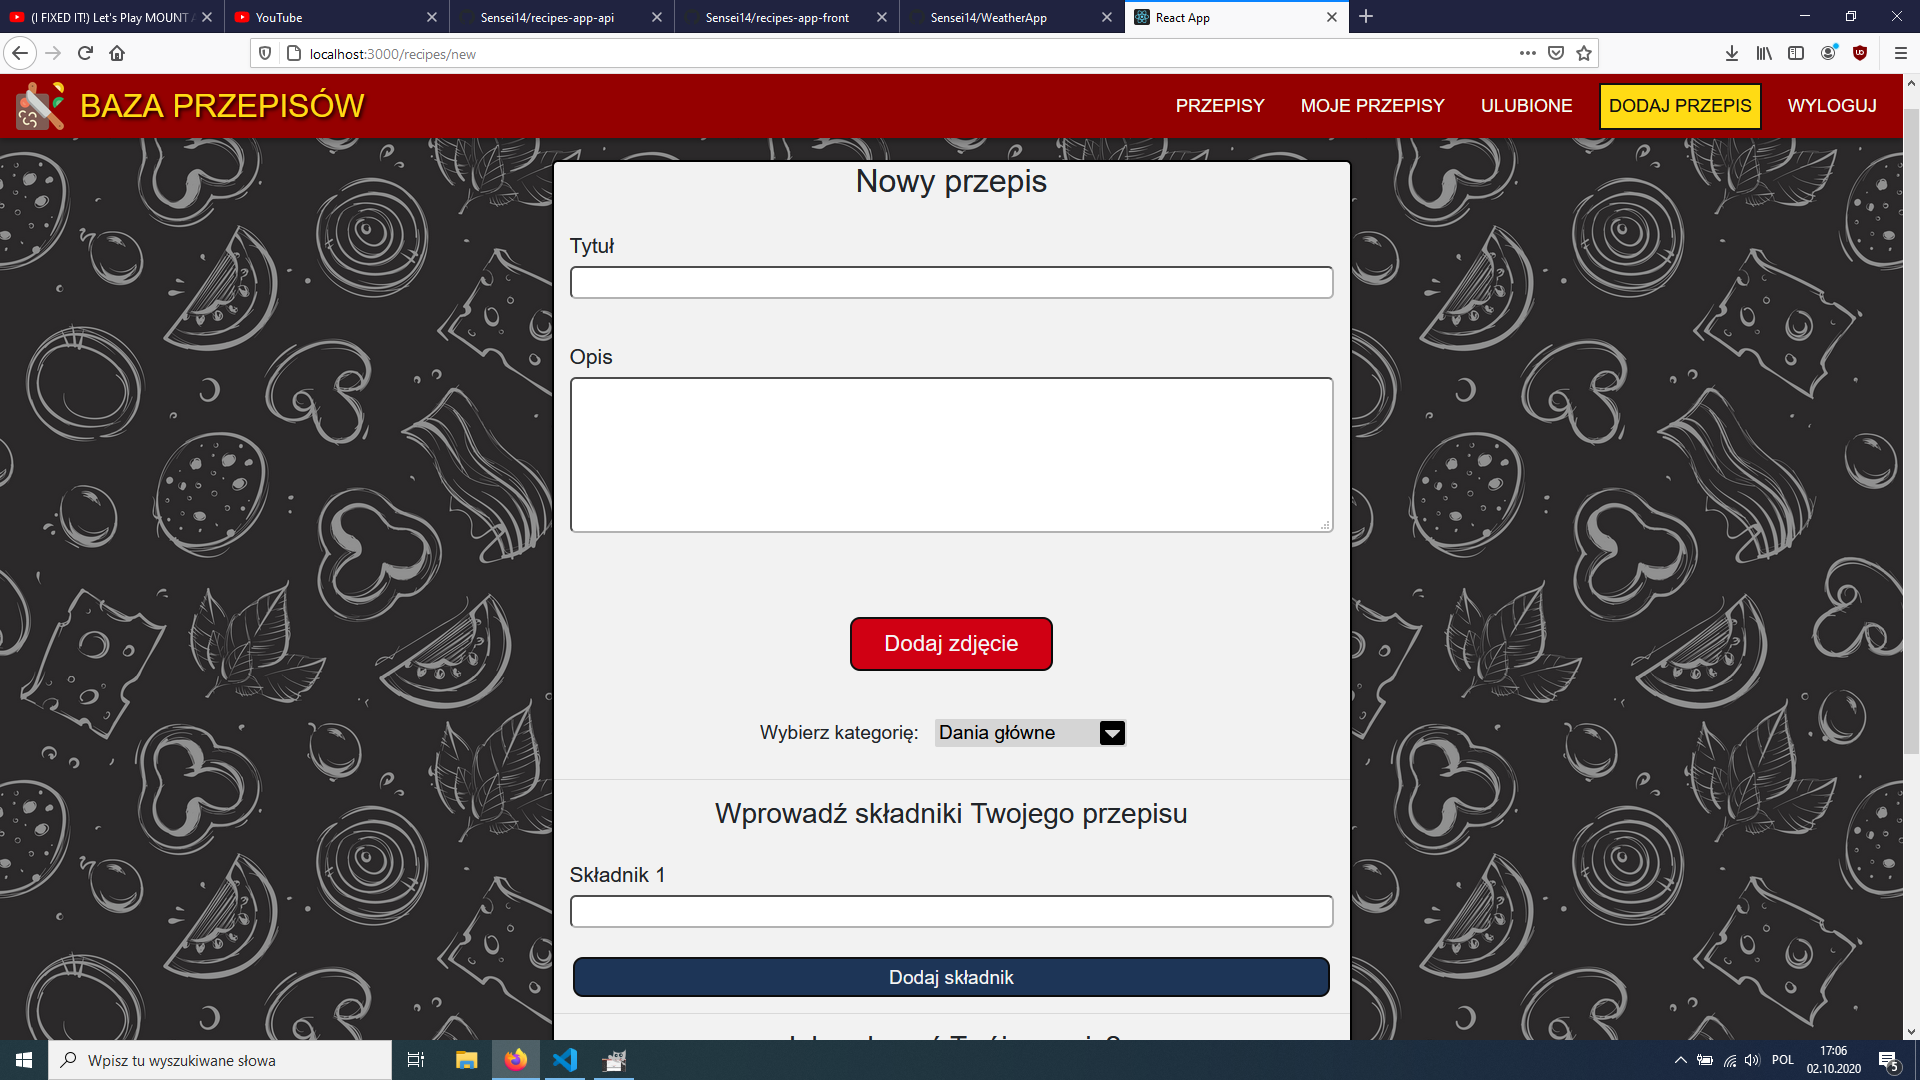 (I FIXED IT!) Let's Play MOUNT
YouTube
Sensei14/recipes-app-api
Sensei14/recipes-app-front
Sensei14/WeatherApp
React App
localhost:3000/recipes/new
BAZA PRZEPISÓW
PRZEPISY
MOJE PRZEPISY
ULUBIONE
DODAJ PRZEPIS
WYLOGUJ
Nowy przepis
Tytuł
Opis
Dodaj zdjęcie
Wybierz kategorię:
Dania główne
Wprowadź składniki Twojego przepisu
Składnik 1
Dodaj składnik
Wpisz tu wyszukiwane słowa
POL
17:06
02.10.2020
5